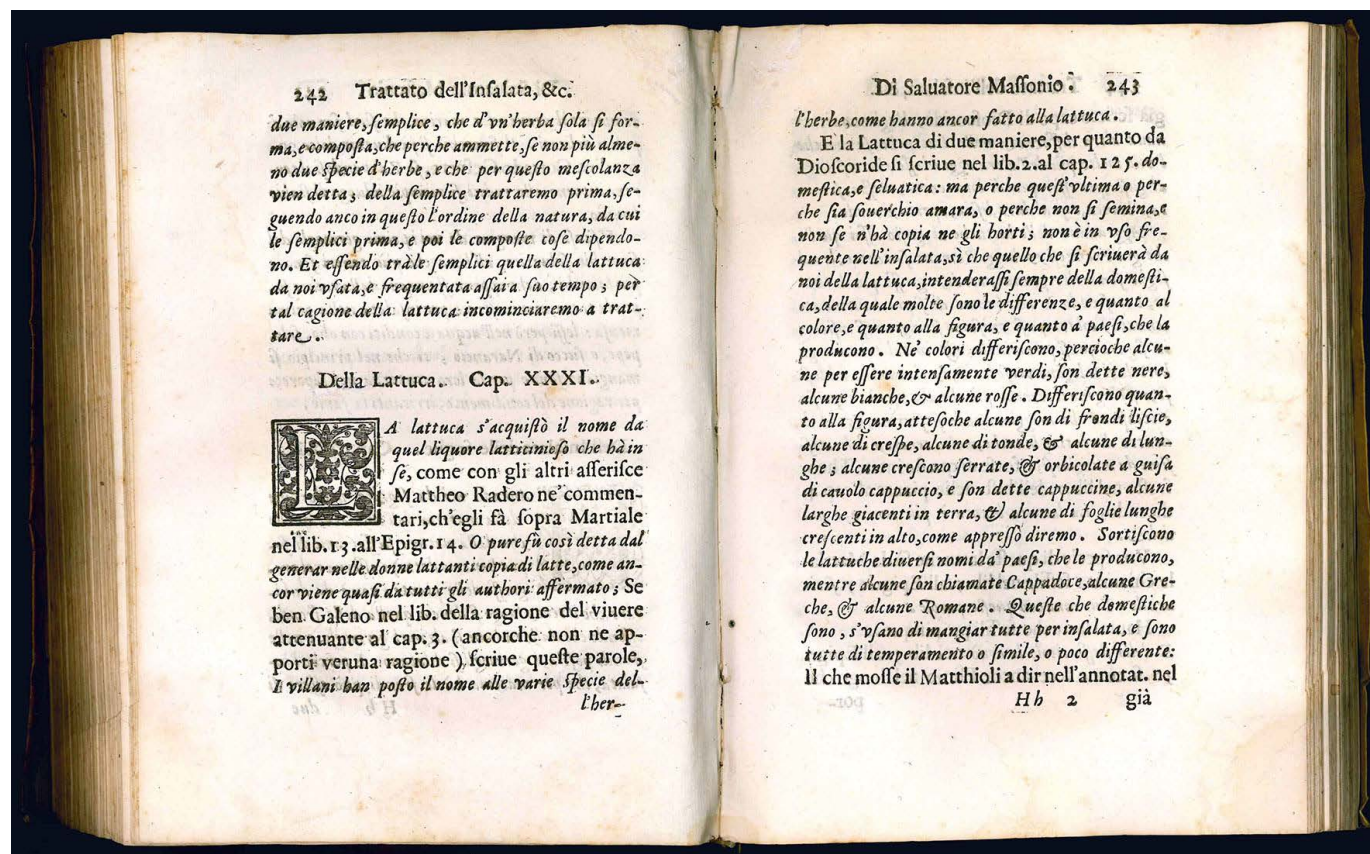 242 Trattato dell'Inſalata, &c.
due maniere, ſemplice, che d'vn'herba ſola ſi for-
ma, e compoſta, che perche ammette, ſe non più alme-
no due ſpecie d'herbe, e che per queſto meſcolanza
vien detta; della ſemplice trattaremo prima, ſe-
guendo anco in queſto l'ordine della natura, da cui
le ſemplici prima, e poi le compoſte coſe dipendo-
no. Et eſſendo trà le ſemplici quella della lattuca
da noi vſata, e frequentata aſſai a ſuo tempo; per
tal cagione della lattuca incominciaremo a trat-
tare.
Della Lattuca. Cap. XXXI.
LA lattuca s'acquiſtò il nome da
quel liquore latticinioſo che hà in
ſe, come con gli altri aſſeriſce
Mattheo Radero ne' commen-
tari, ch'egli fà ſopra Martiale
nel lib. 13. all'Epigr. 14. O pure fù così detta dal
generar nelle donne lattanti copia di latte, come an-
cor viene quaſi da tutti gli authori affermato; Se
ben Galeno nel lib. della ragione del viuere
attenuante al cap. 3. (ancorche non ne ap-
porti veruna ragione) ſcriue queſte parole,
I villani han poſto il nome alle varie ſpecie del-
l'her-
Di Saluatore Maſſonio. 243
l'herbe, come hanno ancor fatto alla lattuca.
E la Lattuca di due maniere, per quanto da
Dioſcoride ſi ſcriue nel lib. 2. al cap. 125. do-
meſtica, e ſeluatica: ma perche queſt'vltima o per-
che ſia ſouerchio amara, o perche non ſi ſemina, e
non ſe n'hà copia ne gli horti; non è in vſo fre-
quente nell'inſalata, sì che quello che ſi ſcriuerà da
noi della lattuca, intenderaſſi ſempre della domeſti-
ca, della quale molte ſono le differenze, e quanto al
colore, e quanto alla figura, e quanto a' paeſi, che la
producono. Ne' colori differiſcono, percioche alcu-
ne per eſſere intenſamente verdi, ſon dette nere,
alcune bianche, & alcune roſſe. Differiſcono quan-
to alla figura, atteſoche alcune ſon di frondi liſcie,
alcune di creſpe, alcune di tonde, & alcune di lun-
ghe; alcune creſcono ſerrate, & orbicolate a guiſa
di cauolo cappuccio, e ſon dette cappuccine, alcune
larghe giacenti in terra, & alcune di foglie lunghe
creſcenti in alto, come appreſſo diremo. Sortiſcono
le lattuche diuerſi nomi da' paeſi, che le producono,
mentre alcune ſon chiamate Cappadoce, alcune Gre-
che, & alcune Romane. Queſte che domeſtiche
ſono, s'vſano di mangiar tutte per inſalata, e ſono
tutte di temperamento o ſimile, o poco differente:
Il che moſſe il Matthioli a dir nell'annotat. nel
Hh 2 già